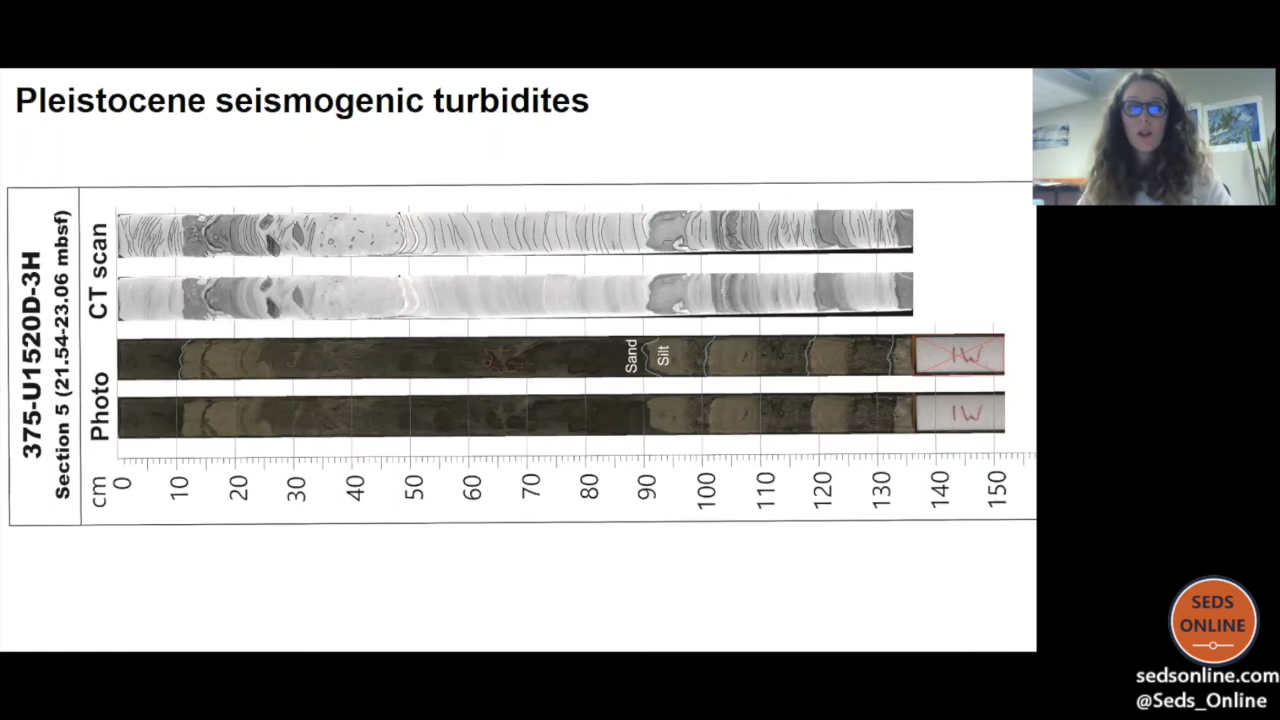 Pleistocene seismogenic turbidites
375-U1520D-3H
Section 5 (21.54-23.06 mbsf)
CT scan
Photo
Sand
Silt
IW
IW
cm 0 10 20 30 40 50 60 70 80 90 100 110 120 130 140 150
SEDS
ONLINE
sedsonline.com
@Seds_Online